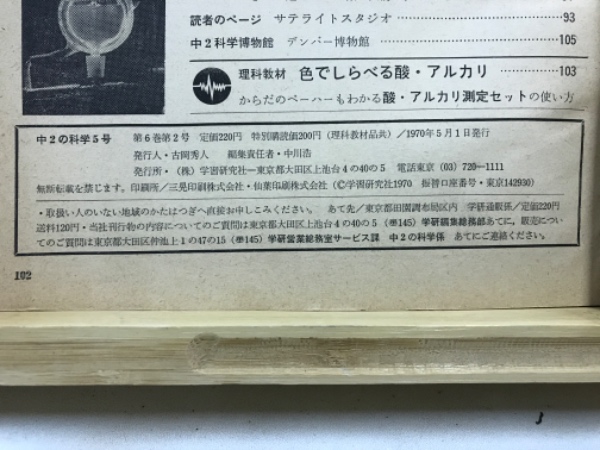 読者のページ サテライトスタジオ…………93
中2科学博物館 デンバー博物館…………105
理科教材 色でしらべる酸・アルカリ…………103
からだのペーハーもわかる酸・アルカリ測定セットの使い方
中2の科学5号 第6巻第2号 定価220円 特別購読価200円(理科教材品共)/1970年5月1日発行
発行人・古岡秀人 編集責任者・中川浩
発行所・(株)学習研究社―東京都大田区上池台4の40の5 電話東京(03)720―1111
無断転載を禁じます。印刷所/三晃印刷株式会社・仙葉印刷株式会社(©学習研究社1970 振替口座番号・東京142930)
・取扱い人のいない地域のかたはつぎへ直接お申しこみください。 あて先/東京都田園調布局区内 学研通販係/定価220円
送料120円・当社刊行物の内容についてのご質問は東京都大田区上池台4の40の5(〒145)学研編集総務部あてに、販売につい
てのご質問は東京都大田区仲池上1の47の15(〒145)学研営業総務室サービス課 中2の科学係 あてにご連絡ください。
102